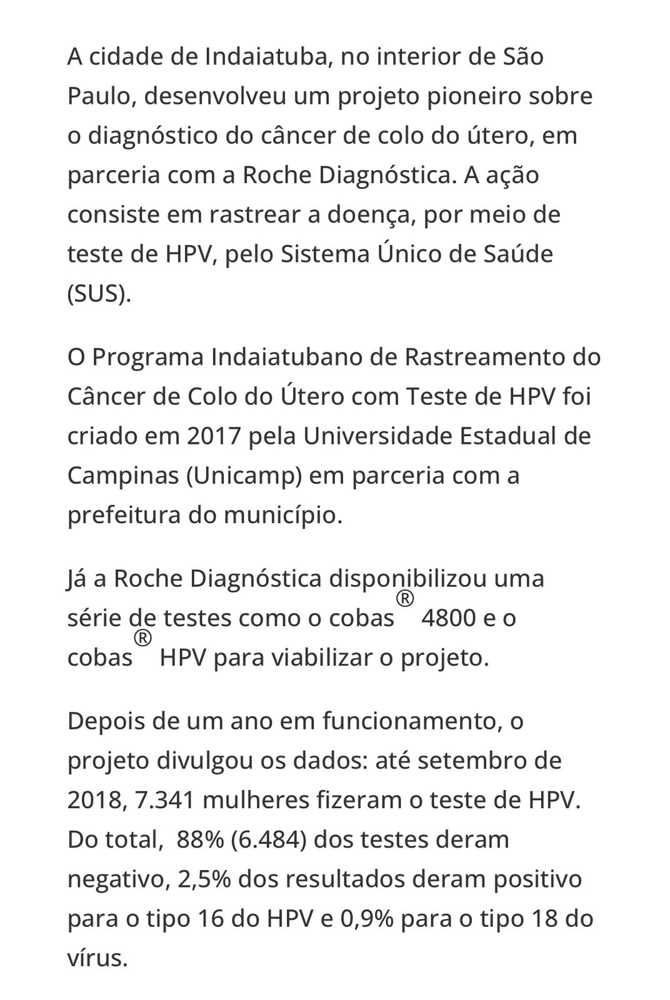 A cidade de Indaiatuba, no interior de São
Paulo, desenvolveu um projeto pioneiro sobre
o diagnóstico do câncer de colo do útero, em
parceria com a Roche Diagnóstica. A ação
consiste em rastrear a doença, por meio de
teste de HPV, pelo Sistema Único de Saúde
(SUS).
O Programa Indaiatubano de Rastreamento do
Câncer de Colo do Útero com Teste de HPV foi
criado em 2017 pela Universidade Estadual de
Campinas (Unicamp) em parceria com a
prefeitura do município.
Já a Roche Diagnóstica disponibilizou uma
série de testes como o cobas® 4800 e o
cobas® HPV para viabilizar o projeto.
Depois de um ano em funcionamento, o
projeto divulgou os dados: até setembro de
2018, 7.341 mulheres fizeram o teste de HPV.
Do total,  88% (6.484) dos testes deram
negativo, 2,5% dos resultados deram positivo
para o tipo 16 do HPV e 0,9% para o tipo 18 do
vírus.